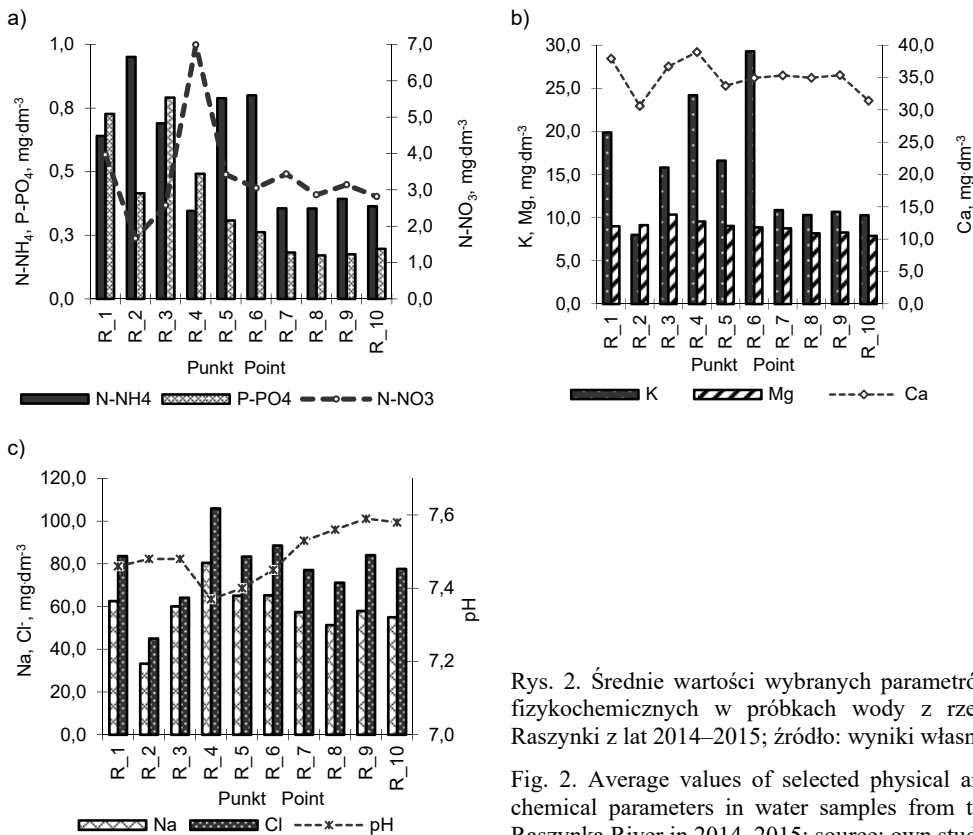 a)
1,0
0,8
0,5
0,3
0,0
N-NH₄, P-PO₄, mg·dm⁻³
7,0
6,0
5,0
4,0
3,0
2,0
1,0
0,0
N-NO₃, mg·dm⁻³
R_1
R_2
R_3
R_4
R_5
R_6
R_7
R_8
R_9
R_10
Punkt Point
N-NH4 P-PO4 N-NO3
b)
30,0
25,0
20,0
15,0
10,0
5,0
0,0
K, Mg, mg·dm⁻³
40,0
35,0
30,0
25,0
20,0
15,0
10,0
5,0
0,0
Ca, mg·dm⁻³
R_1
R_2
R_3
R_4
R_5
R_6
R_7
R_8
R_9
R_10
Punkt Point
K Mg Ca
c)
120,0
100,0
80,0
60,0
40,0
20,0
0,0
Na, Cl⁻, mg·dm⁻³
7,6
7,4
7,2
7,0
pH
R_1
R_2
R_3
R_4
R_5
R_6
R_7
R_8
R_9
R_10
Punkt Point
Na Cl pH
Rys. 2. Średnie wartości wybranych parametró
fizykochemicznych w próbkach wody z rze
Raszynki z lat 2014–2015; źródło: wyniki własn
Fig. 2. Average values of selected physical an
chemical parameters in water samples from t
Raszynka River in 2014–2015; source: own stud